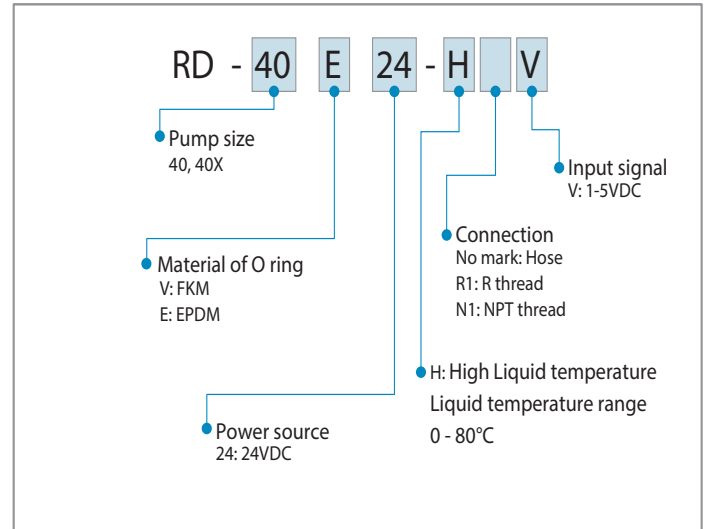 RD - 40 E 24 - H V
Pump size
40, 40X
Input signal
V: 1-5VDC
Connection
No mark: Hose
R1: R thread
N1: NPT thread
Material of O ring
V: FKM
E: EPDM
H: High Liquid temperature
Liquid temperature range
0 - 80°C
Power source
24: 24VDC